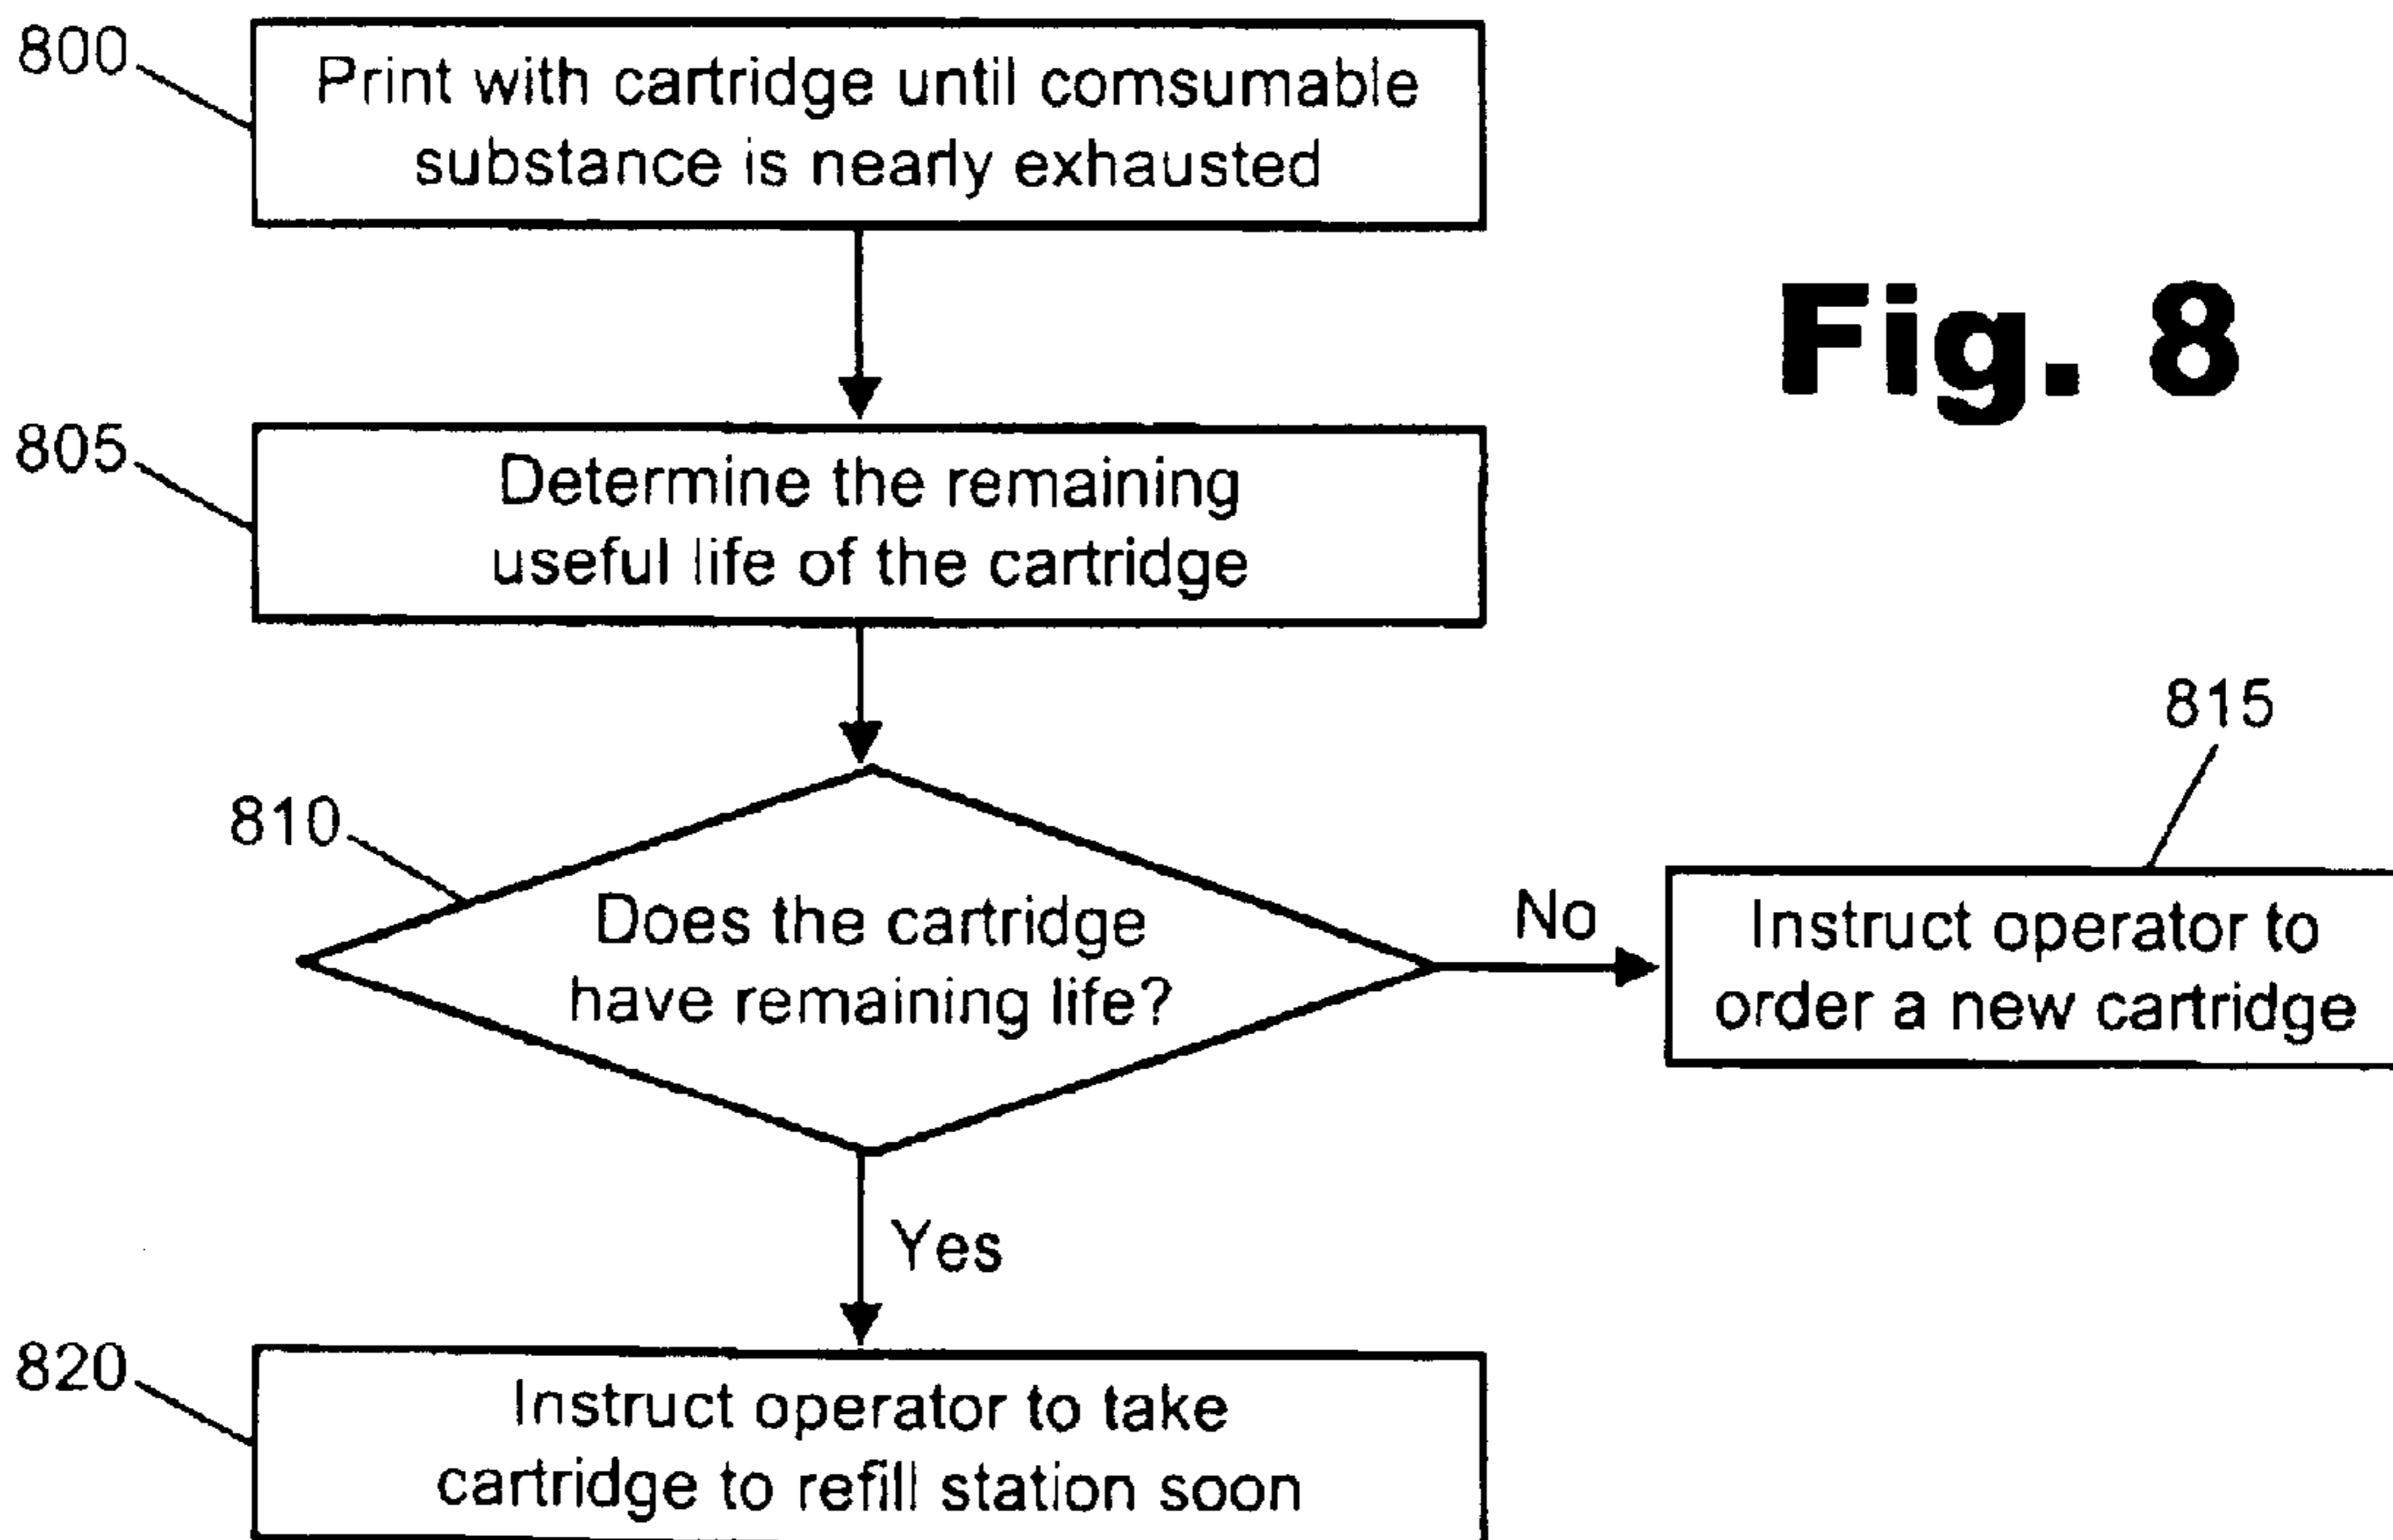 800
Print with cartridge until comsumable
substance is nearly exhausted
Fig. 8
805
Determine the remaining
useful life of the cartridge
810
Does the cartridge
have remaining life?
No
815
Instruct operator to
order a new cartridge
Yes
820
Instruct operator to take
cartridge to refill station soon